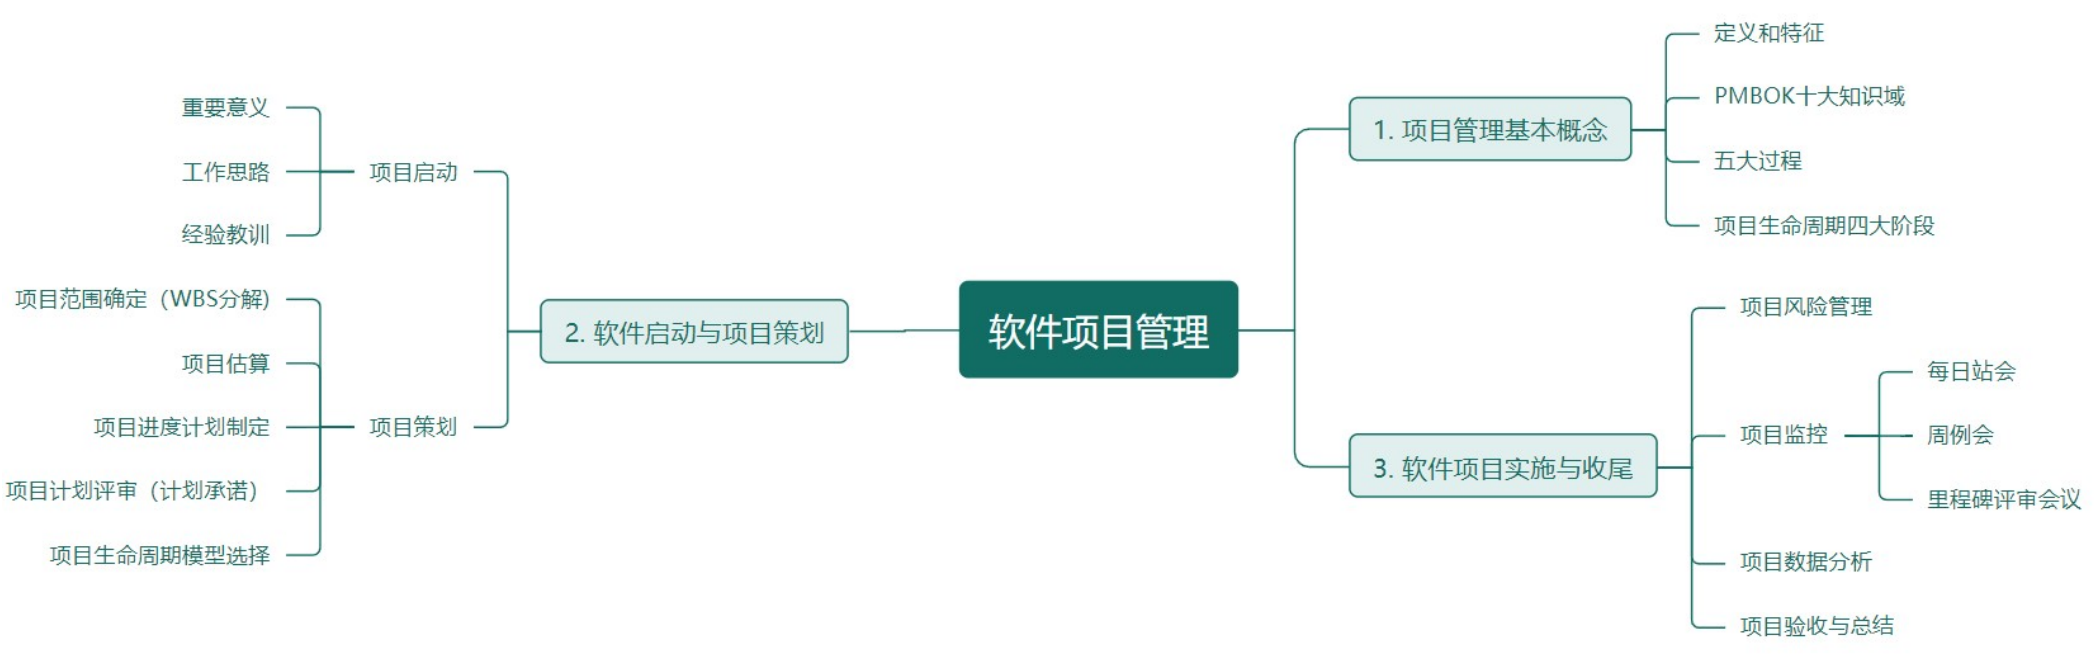 软件项目管理
1. 项目管理基本概念
定义和特征
PMBOK十大知识域
五大过程
项目生命周期四大阶段
2. 软件启动与项目策划
项目启动
重要意义
工作思路
经验教训
项目策划
项目范围确定（WBS分解)
项目估算
项目进度计划制定
项目计划评审（计划承诺）
项目生命周期模型选择
3. 软件项目实施与收尾
项目风险管理
项目监控
每日站会
周例会
里程碑评审会议
项目数据分析
项目验收与总结